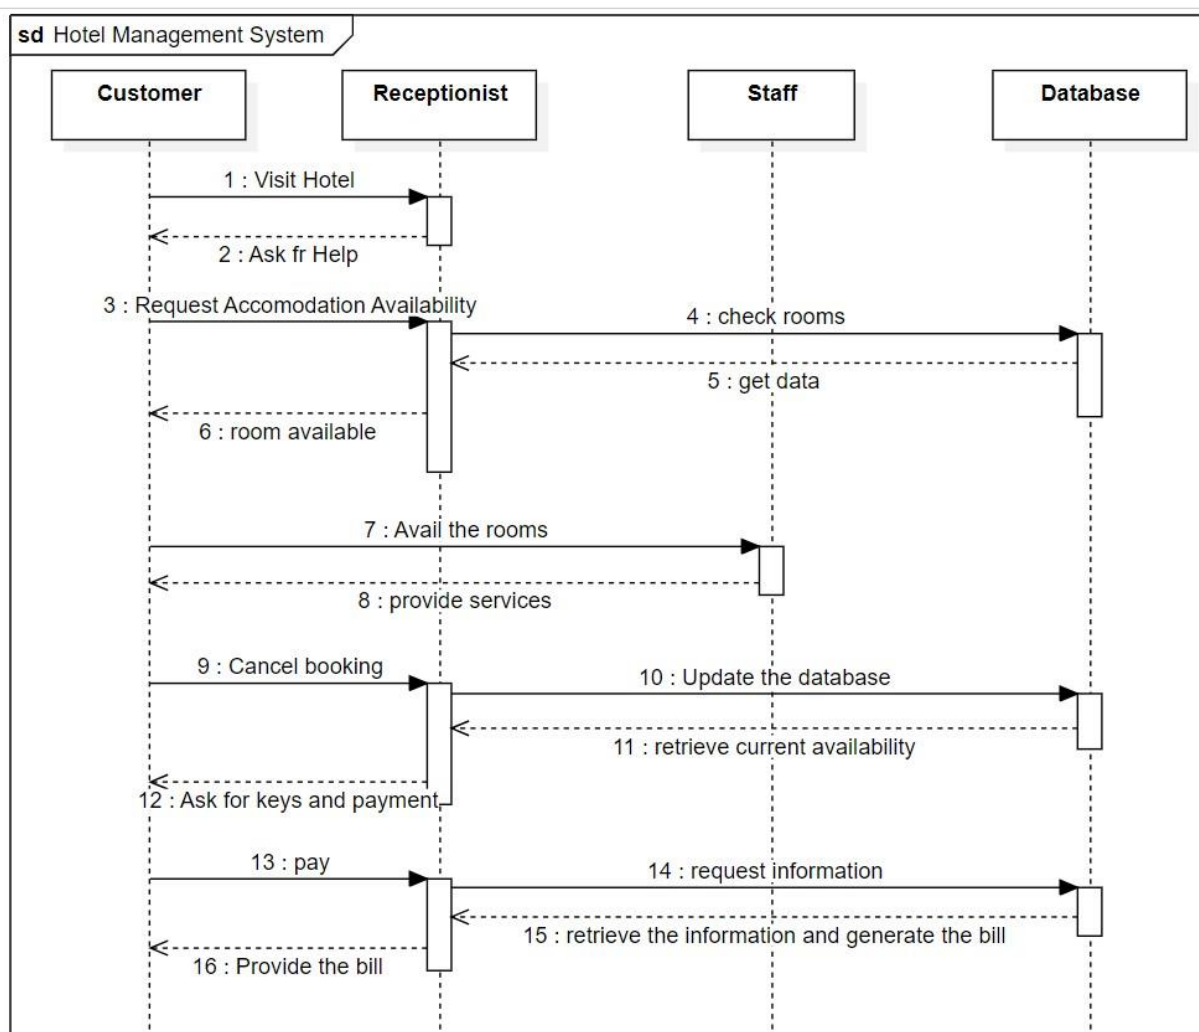 sd Hotel Management System
Customer
Receptionist
Staff
Database
1 : Visit Hotel
2 : Ask fr Help
3 : Request Accomodation Availability
4 : check rooms
5 : get data
6 : room available
7 : Avail the rooms
8 : provide services
9 : Cancel booking
10 : Update the database
11 : retrieve current availability
12 : Ask for keys and payment
13 : pay
14 : request information
15 : retrieve the information and generate the bill
16 : Provide the bill